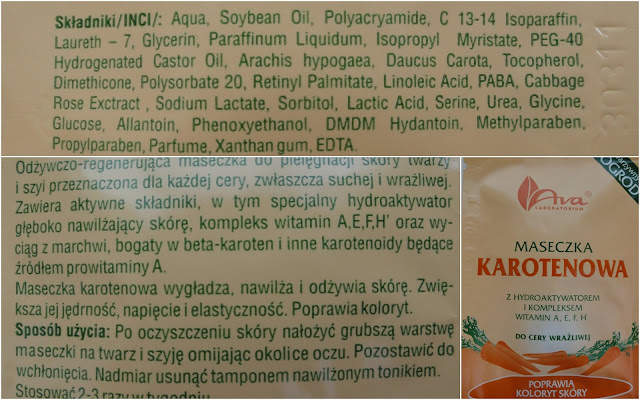 Składniki/INCI/: Aqua, Soybean Oil, Polyacryamide, C 13-14 Isoparaffin,
Laureth – 7, Glycerin, Paraffinum Liquidum, Isopropyl Myristate, PEG-40
Hydrogenated Castor Oil, Arachis hypogaea, Daucus Carota, Tocopherol,
Dimethicone, Polysorbate 20, Retinyl Palmitate, Linoleic Acid, PABA, Cabbage
Rose Exctract , Sodium Lactate, Sorbitol, Lactic Acid, Serine, Urea, Glycine,
Glucose, Allantoin, Phenoxyethanol, DMDM Hydantoin, Methylparaben,
Propylparaben, Parfume, Xanthan gum, EDTA.
Odżywczo-regenerująca maseczka do pielęgnacji skóry twarzy
i szyi przeznaczona dla każdej cery, zwłaszcza suchej i wrażliwej.
Zawiera aktywne składniki, w tym specjalny hydroaktywator
głęboko nawilżający skórę, kompleks witamin A,E,F,H' oraz wy-
ciąg z marchwi, bogaty w beta-karoten i inne karotenoidy będące
źródłem prowitaminy A.
Maseczka karotenowa wygładza, nawilża i odżywia skórę. Zwięk-
sza jej jędrność, napięcie i elastyczność. Poprawia koloryt.
Sposób użycia: Po oczyszczeniu skóry nałożyć grubszą warstwę
maseczki na twarz i szyję omijając okolice oczu. Pozostawić do
wchłonięcia. Nadmiar usunąć tamponem nawilżonym tonikiem.
Stosować 2-3 razy w tygodniu
OGRÓD
Ava ®
LABORATORIUM
MASECZKA
KAROTENOWA
Z HYDROAKTYWATOREM
I KOMPLEKSEM
WITAMIN A, E, F, H
DO CERY WRAŻLIWEJ
POPRAWIA
KOLORYT SKÓRY